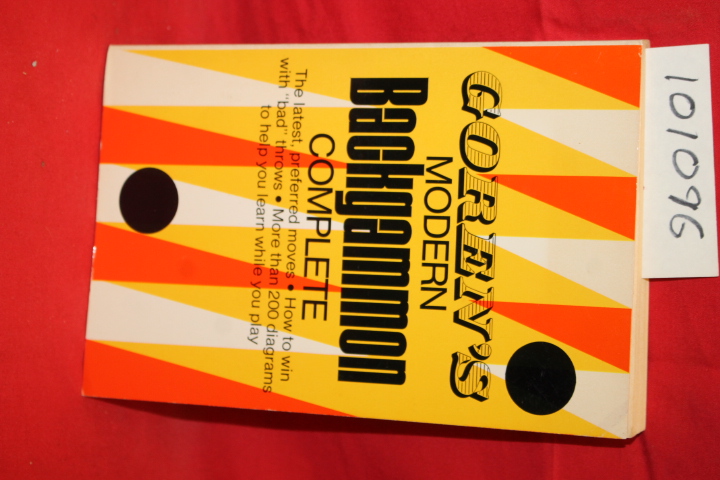 GOREN'S
MODERN
Backgammon
COMPLETE
The latest, preferred moves • How to win
with "bad" throws • More than 200 diagrams
to help you learn while you play
101096